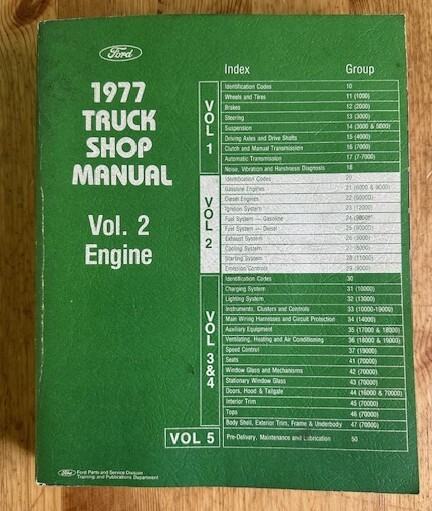 Ford
1977
TRUCK
SHOP
MANUAL
Vol. 2
Engine
Index Group
VOL 1
Identification Codes 10
Wheels and Tires 11 (1000)
Brakes 12 (2000)
Steering 13 (3000)
Suspension 14 (3000 & 5000)
Driving Axles and Drive Shafts 15 (4000)
Clutch and Manual Transmission 16 (7000)
Automatic Transmission 17 (7-7000)
Noise, Vibration and Harshness Diagnosis 18
VOL 2
Identification Codes 20
Gasoline Engines 21 (6000 & 9000)
Diesel Engines 22 (6000D)
Ignition System 23 (12000)
Fuel System — Gasoline 24 (9000)
Fuel System — Diesel 25 (9000D)
Exhaust System 26 (5000)
Cooling System 27 (8000)
Starting System 28 (11000)
Emission Controls 29 (9000)
VOL 3&4
Identification Codes 30
Charging System 31 (10000)
Lighting System 32 (13000)
Instruments, Clusters and Controls 33 (10000-19000)
Main Wiring Harnesses and Circuit Protection 34 (14000)
Auxiliary Equipment 35 (17000 & 18000)
Ventilating, Heating and Air Conditioning 36 (18000 & 19000)
Speed Control 37 (19000)
Seats 41 (70000)
Window Glass and Mechanisms 42 (70000)
Stationary Window Glass 43 (70000)
Doors, Hood & Tailgate 44 (16000 & 70000)
Interior Trim 45 (70000)
Tops 46 (70000)
Body Shell, Exterior Trim, Frame & Underbody 47 (70000)
VOL 5
Pre-Delivery, Maintenance and Lubrication 50
Ford Ford Parts and Service Division
Training and Publications Department